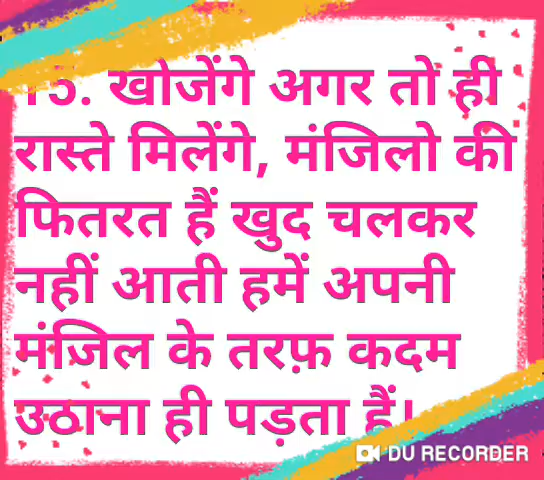 15. खोजेंगे अगर तो ही
रास्ते मिलेंगे, मंजिलो की
फितरत हैं खुद चलकर
नहीं आती हमें अपनी
मंज़िल के तरफ़ कदम
उठाना ही पड़ता हैं।
DU RECORDER